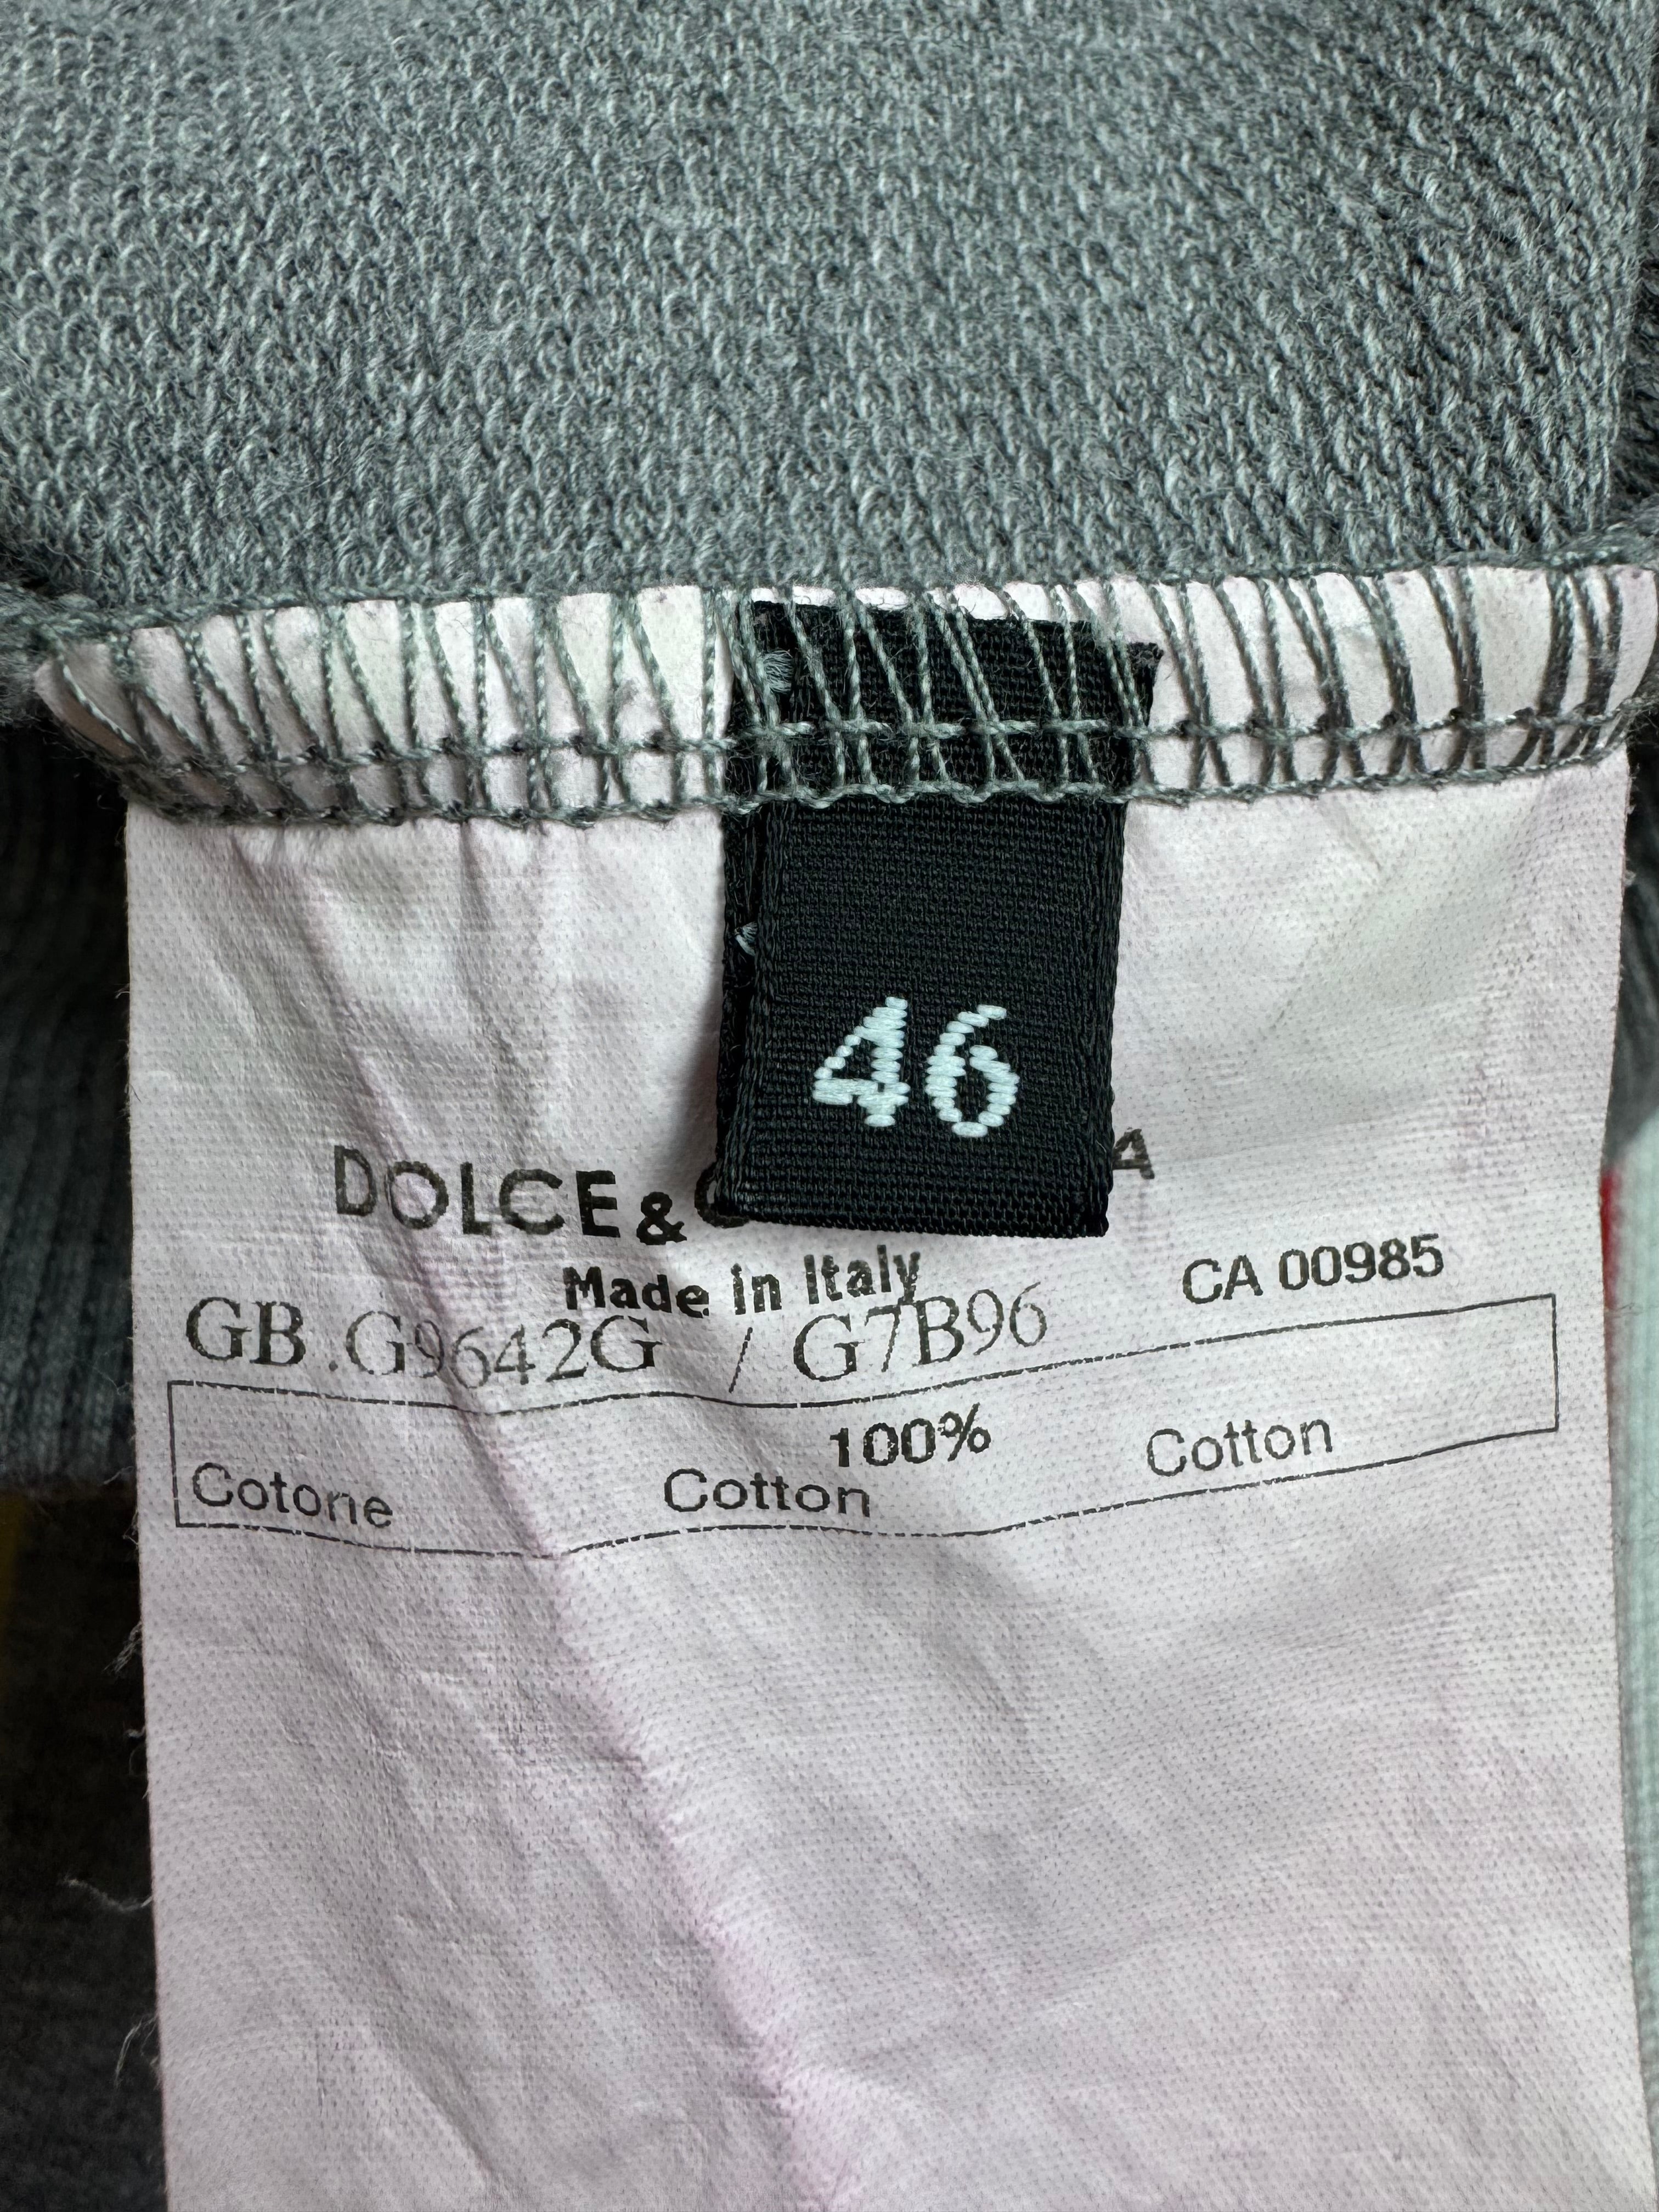 46
DOLCE&
Made in Italy
CA 00985
GB.G9642G / G7B96
100%
Cotone Cotton Cotton